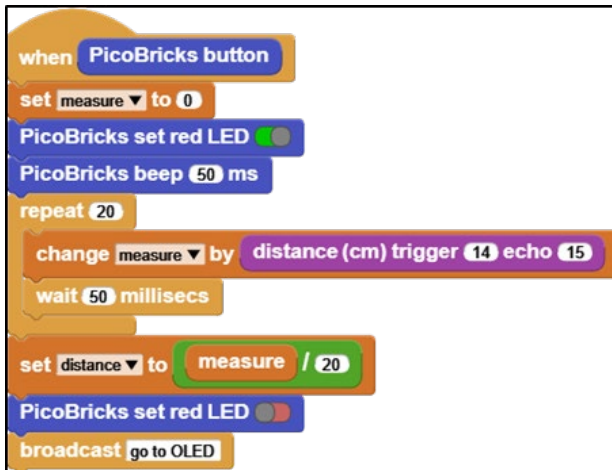 when PicoBricks button
set measure to 0
PicoBricks set red LED
PicoBricks beep 50 ms
repeat 20
change measure by distance (cm) trigger 14 echo 15
wait 50 millisecs
set distance to measure / 20
PicoBricks set red LED
broadcast go to OLED